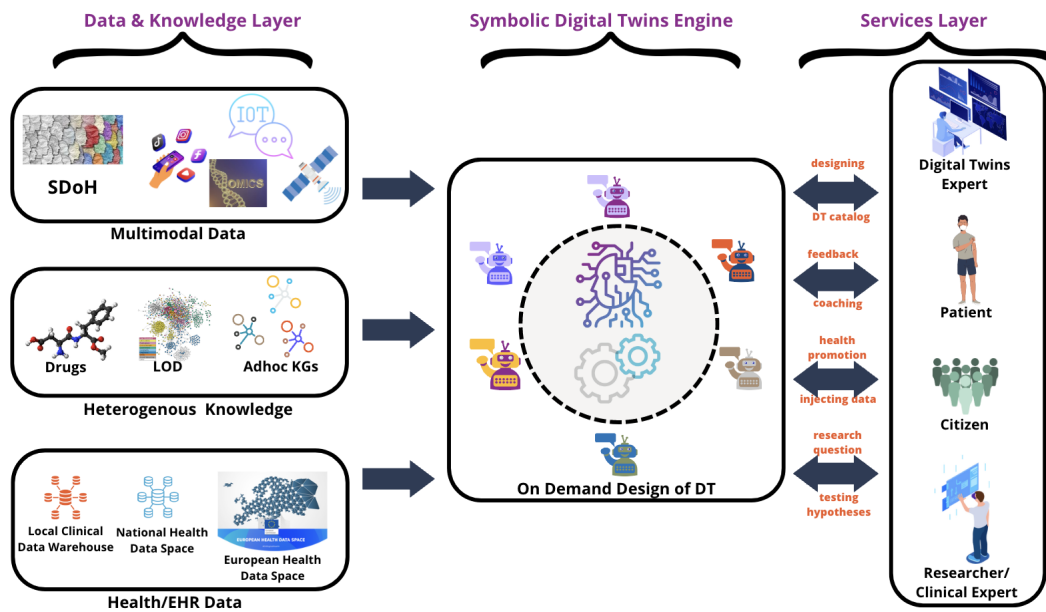 Data & Knowledge Layer
Symbolic Digital Twins Engine
Services Layer
IOT
SDoH
OMICS
Multimodal Data
Drugs
LOD
Adhoc KGs
Heterogenous Knowledge
Local Clinical
Data Warehouse
National Health
Data Space
EUROPEAN HEALTH DATA SPACE
European Health
Data Space
Health/EHR Data
On Demand Design of DT
designing
DT catalog
feedback
coaching
health
promotion
injecting data
research
question
testing
hypotheses
Digital Twins
Expert
Patient
Citizen
Researcher/
Clinical Expert